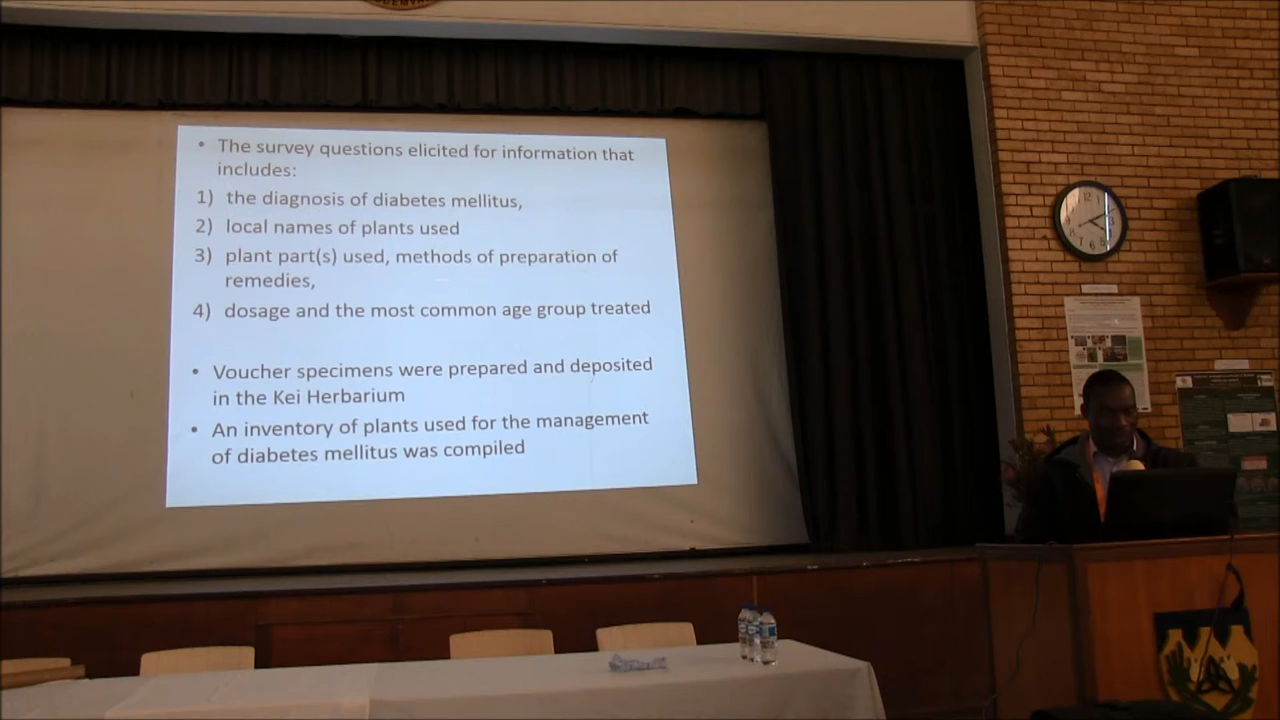 • The survey questions elicited for information that
includes:
1) the diagnosis of diabetes mellitus,
2) local names of plants used
3) plant part(s) used, methods of preparation of
remedies,
4) dosage and the most common age group treated
• Voucher specimens were prepared and deposited
in the Kei Herbarium
• An inventory of plants used for the management
of diabetes mellitus was compiled